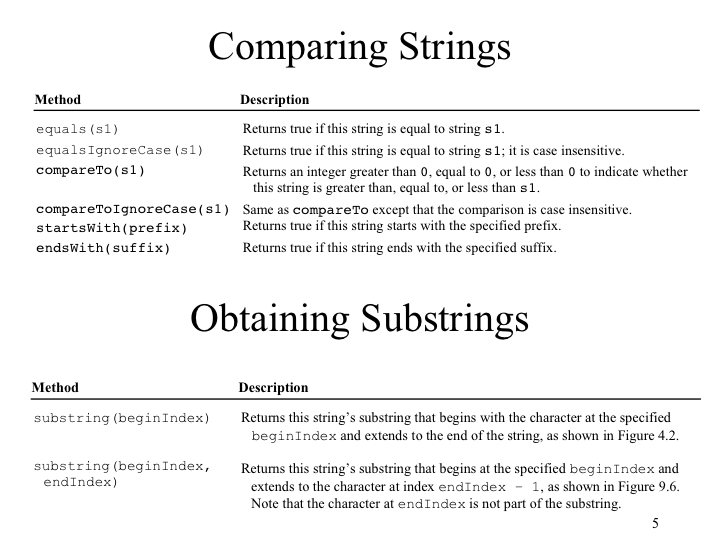 Comparing Strings
Method Description
equals(s1) Returns true if this string is equal to string s1.
equalsIgnoreCase(s1) Returns true if this string is equal to string s1; it is case insensitive.
compareTo(s1) Returns an integer greater than 0, equal to 0, or less than 0 to indicate whether
this string is greater than, equal to, or less than s1.
compareToIgnoreCase(s1) Same as compareTo except that the comparison is case insensitive.
startsWith(prefix) Returns true if this string starts with the specified prefix.
endsWith(suffix) Returns true if this string ends with the specified suffix.
Obtaining Substrings
Method Description
substring(beginIndex) Returns this string’s substring that begins with the character at the specified
beginIndex and extends to the end of the string, as shown in Figure 4.2.
substring(beginIndex, Returns this string’s substring that begins at the specified beginIndex and
endIndex) extends to the character at index endIndex – 1, as shown in Figure 9.6.
Note that the character at endIndex is not part of the substring.
5